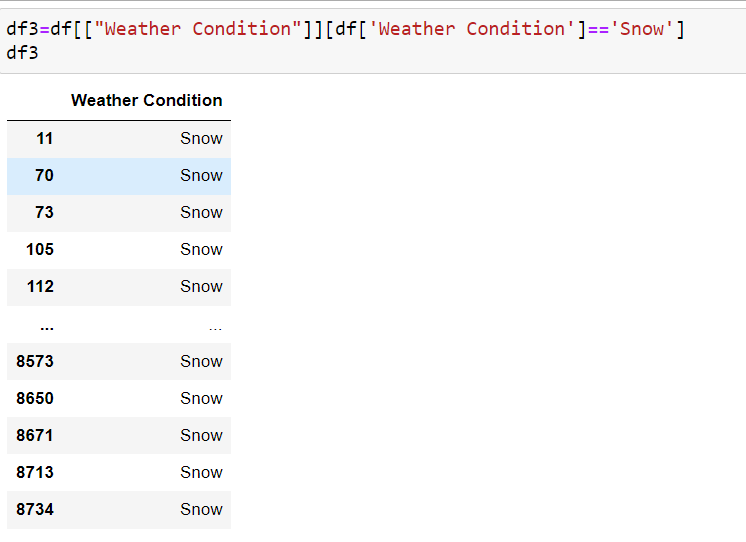 df3=df[["Weather Condition"]][df['Weather Condition']=='Snow']
df3
Weather Condition
11 Snow
70 Snow
73 Snow
105 Snow
112 Snow
... ...
8573 Snow
8650 Snow
8671 Snow
8713 Snow
8734 Snow